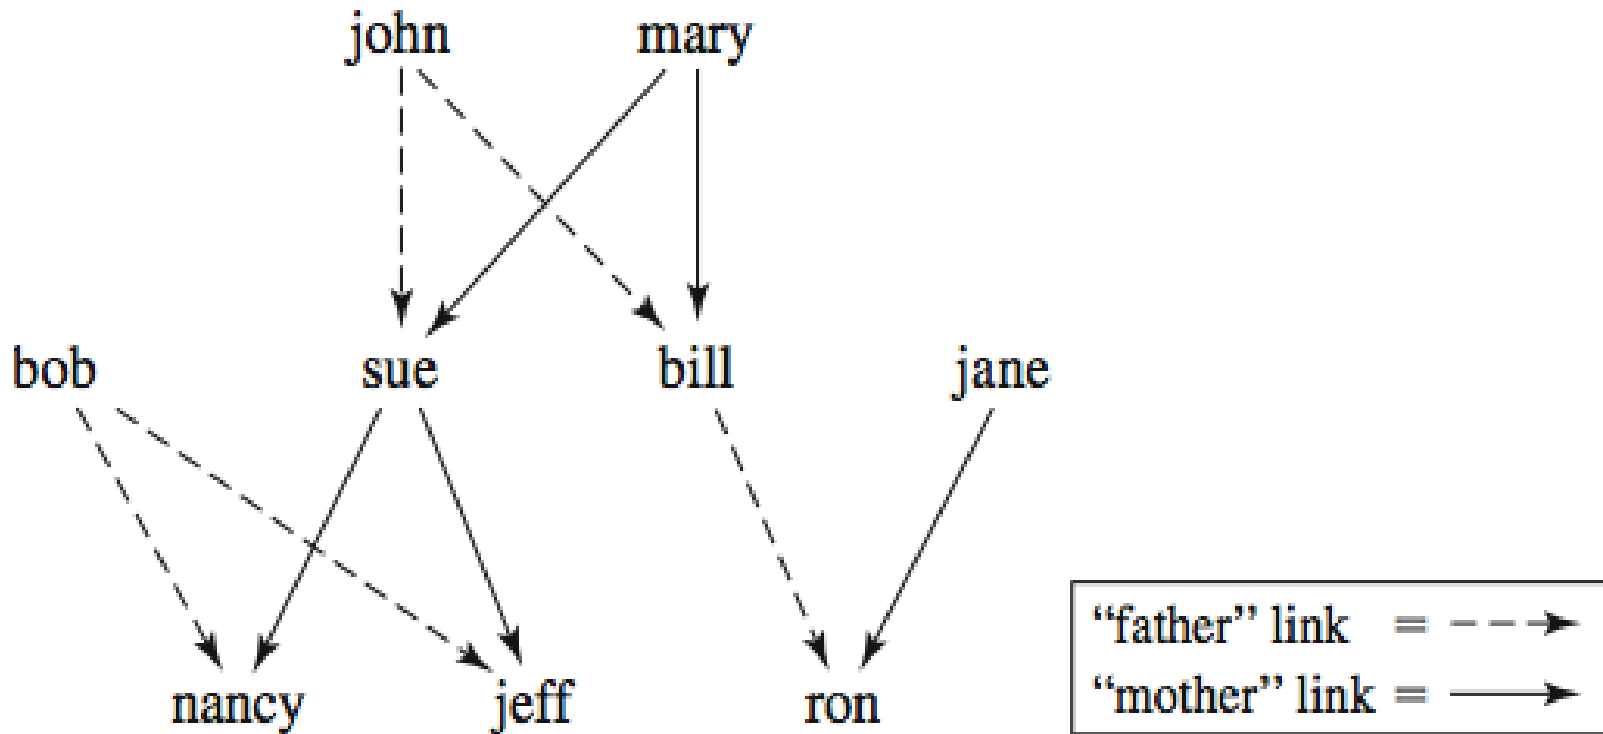 john mary
bob sue bill jane
nancy jeff ron
“father” link =
“mother” link =